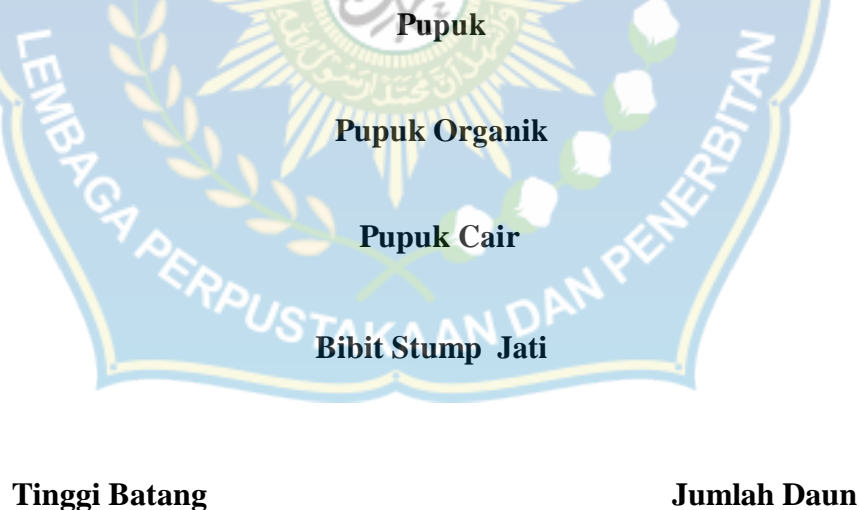 Pupuk
Pupuk Organik
Pupuk Cair
Bibit Stump Jati
Tinggi Batang Jumlah Daun
LEMBAGA PERPUSTAKAAN DAN PENERBITAN